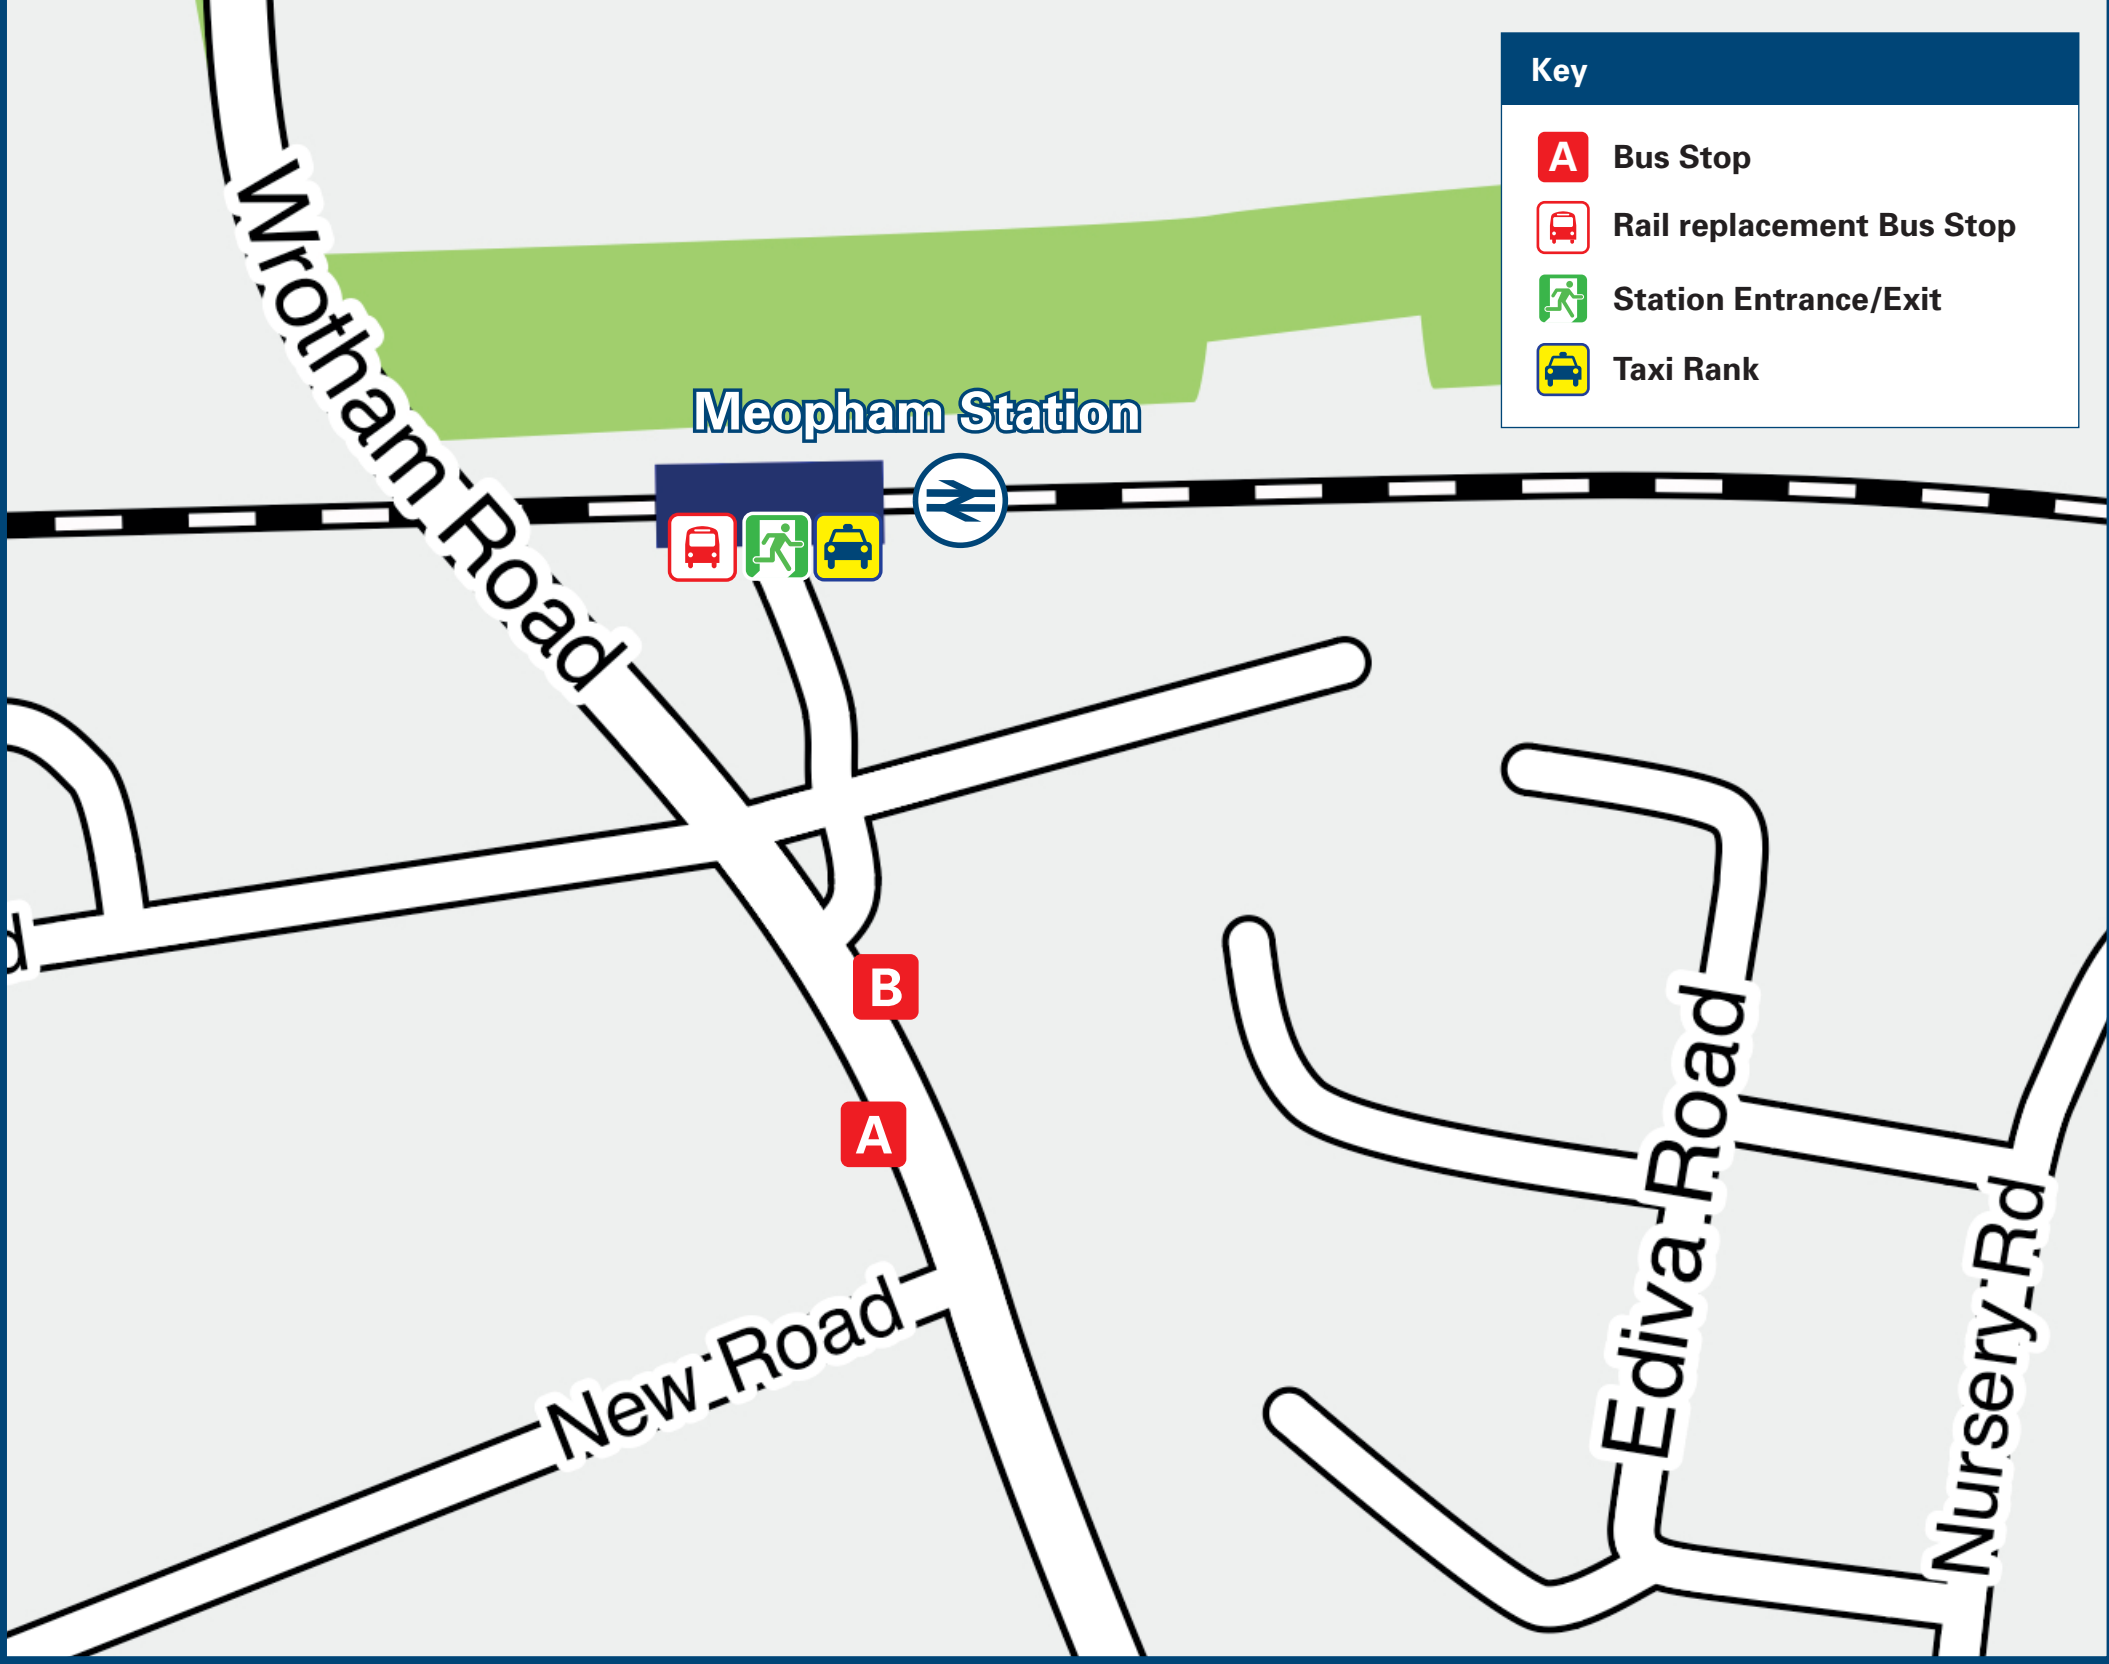 Key
A Bus Stop
Rail replacement Bus Stop
Station Entrance/Exit
Taxi Rank
Wrotham Road
Meopham Station
d
B
A
New Road
Ediva Road
Nursery Rd